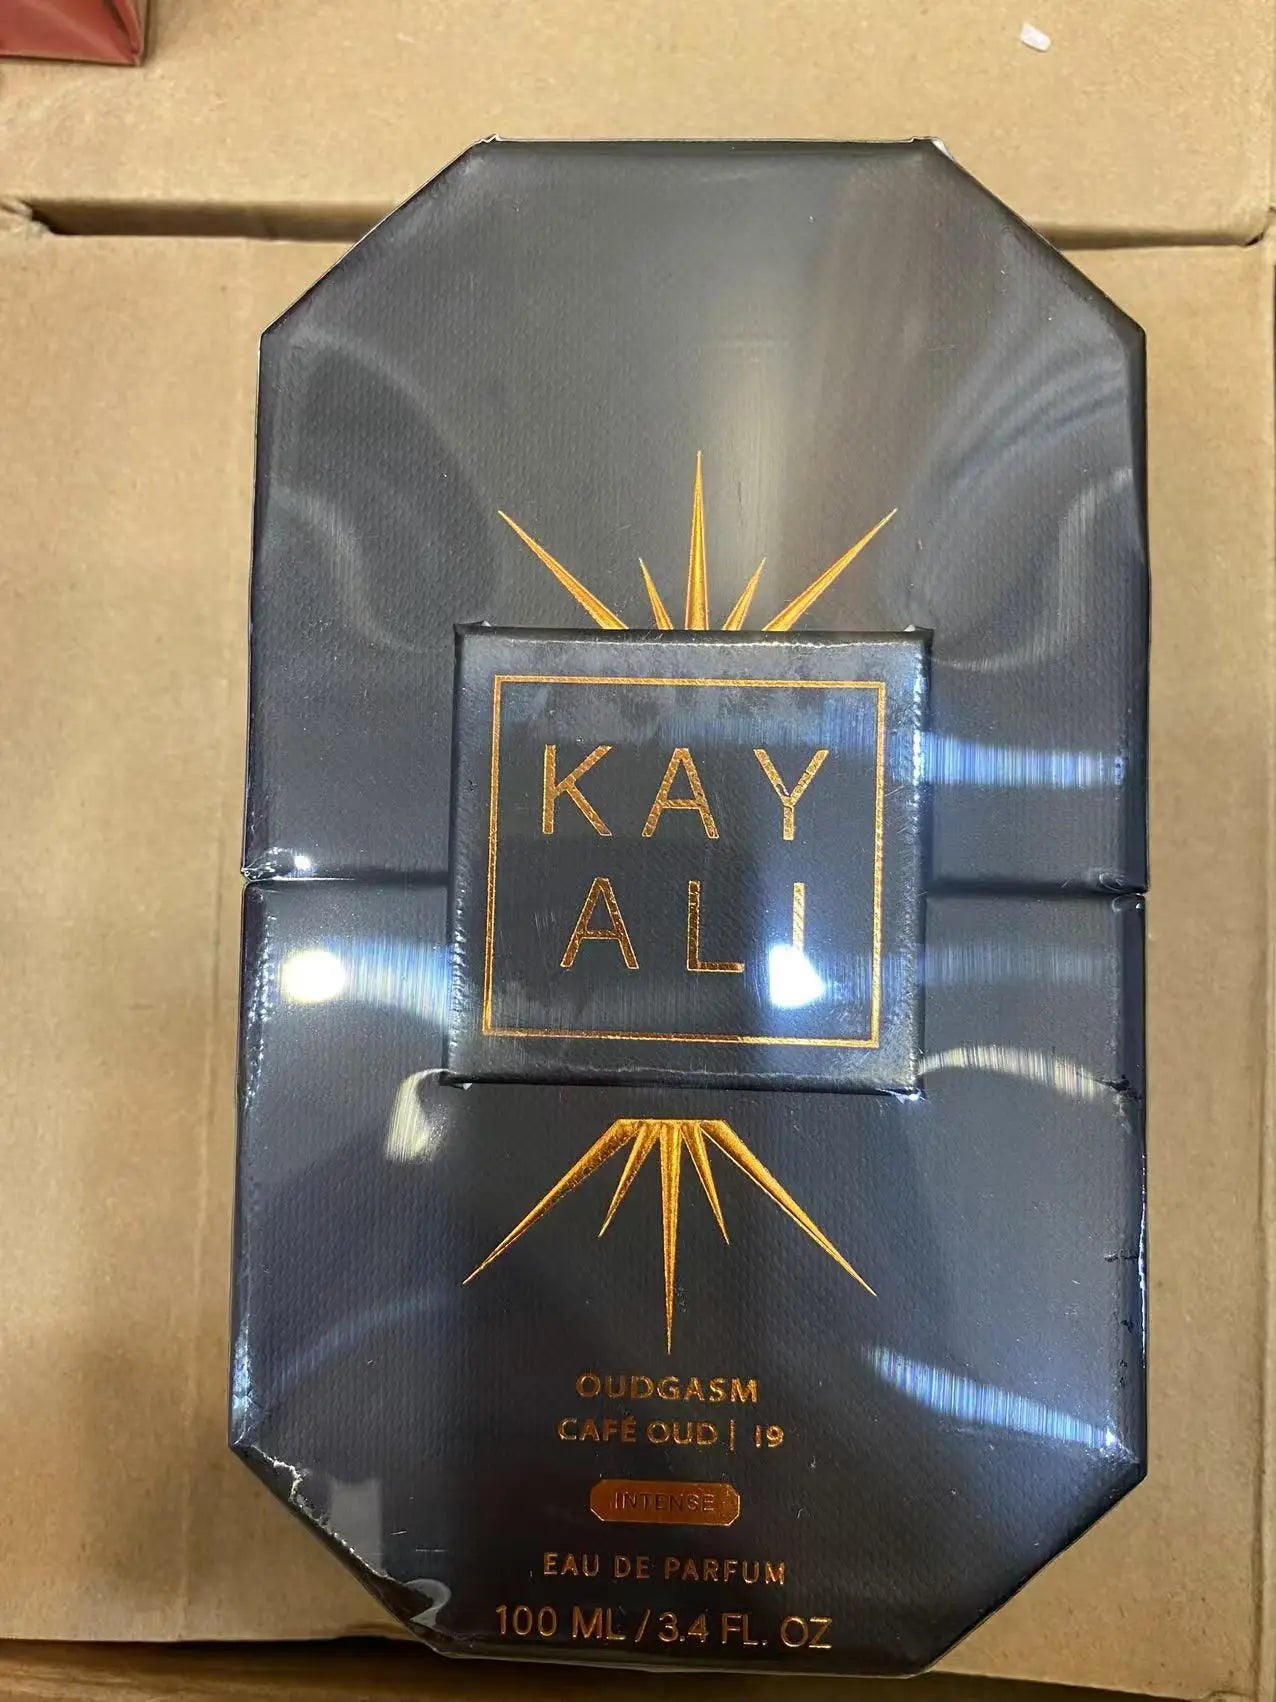 KAY
ALI
OUDGASM
CAFÉ OUD | 19
INTENSE
EAU DE PARFUM
100 ML / 3.4 FL. OZ